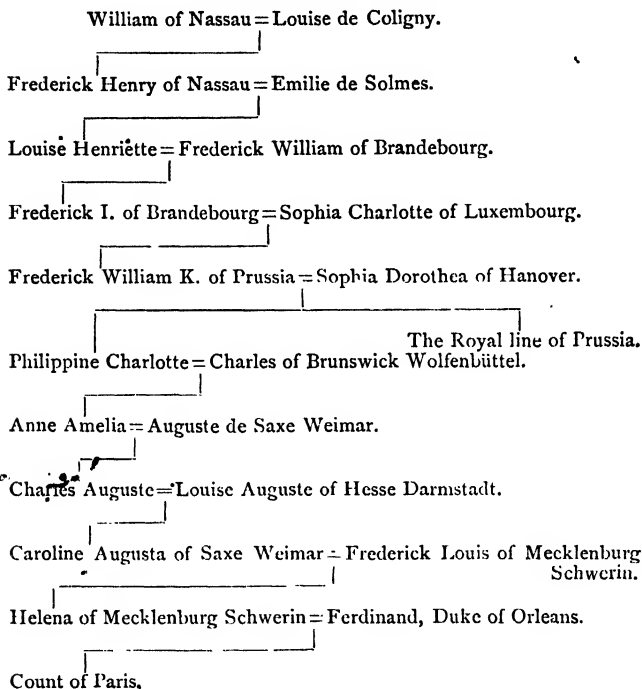 William of Nassau = Louise de Coligny.
Frederick Henry of Nassau = Emilie de Solmes.
Louise Henriette = Frederick William of Brandebourg.
Frederick I. of Brandebourg = Sophia Charlotte of Luxembourg.
Frederick William K. of Prussia = Sophia Dorothea of Hanover.
The Royal line of Prussia.
Philippine Charlotte = Charles of Brunswick Wolfenbüttel.
Anne Amelia = Auguste de Saxe Weimar.
Charles Auguste = Louise Auguste of Hesse Darmstadt.
Caroline Augusta of Saxe Weimar = Frederick Louis of Mecklenburg
Schwerin.
Helena of Mecklenburg Schwerin = Ferdinand, Duke of Orleans.
Count of Paris.